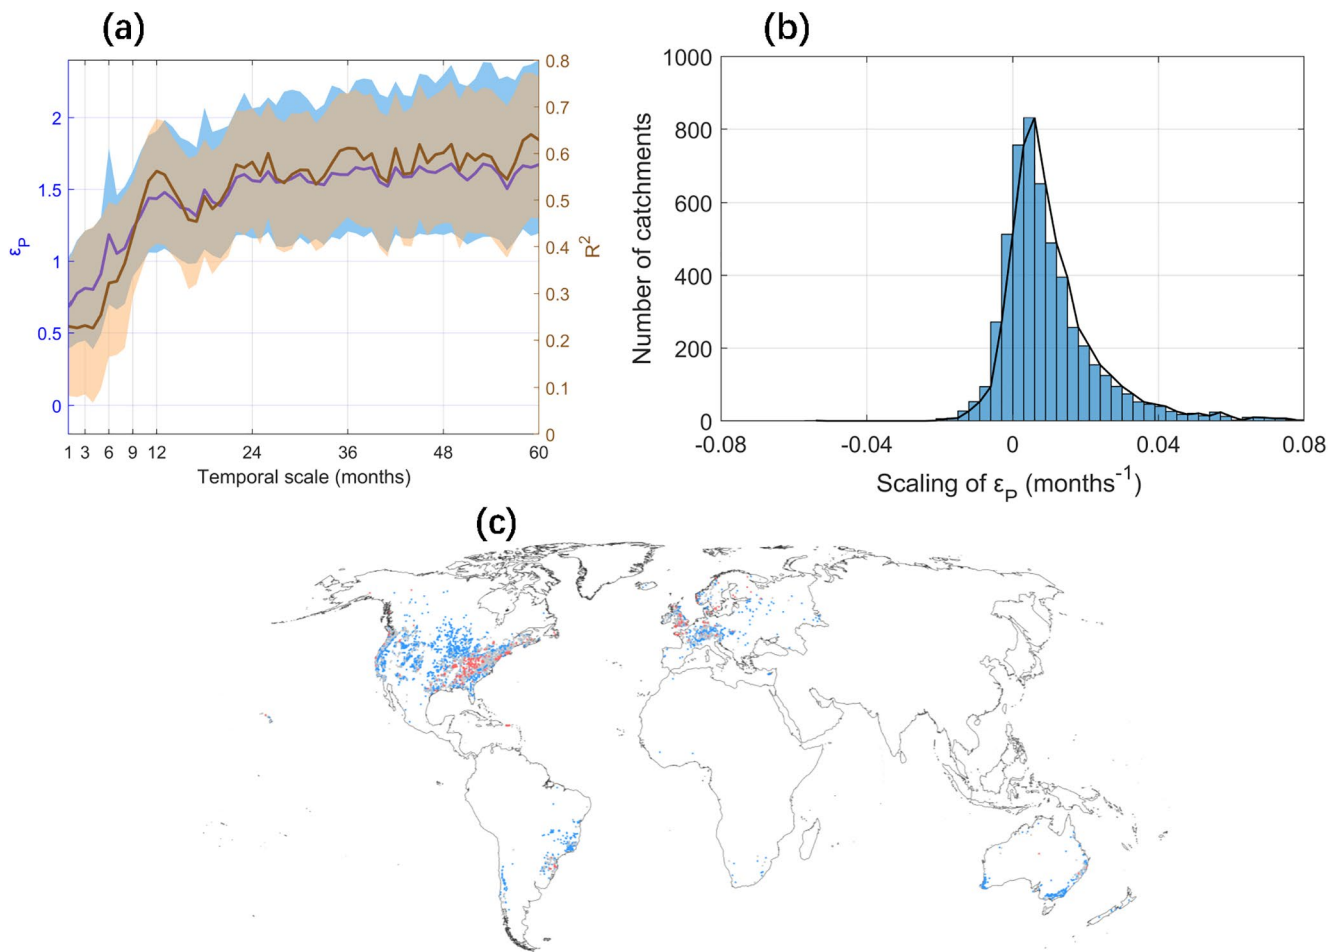 (a)
(b)
εP
2
1.5
1
0.5
0
R²
0.8
0.7
0.6
0.5
0.4
0.3
0.2
0.1
0
1 3 6 9 12 24 36 48 60
Temporal scale (months)
Number of catchments
1000
800
600
400
200
0
-0.08 -0.04 0 0.04 0.08
Scaling of εP (months⁻¹)
(c)